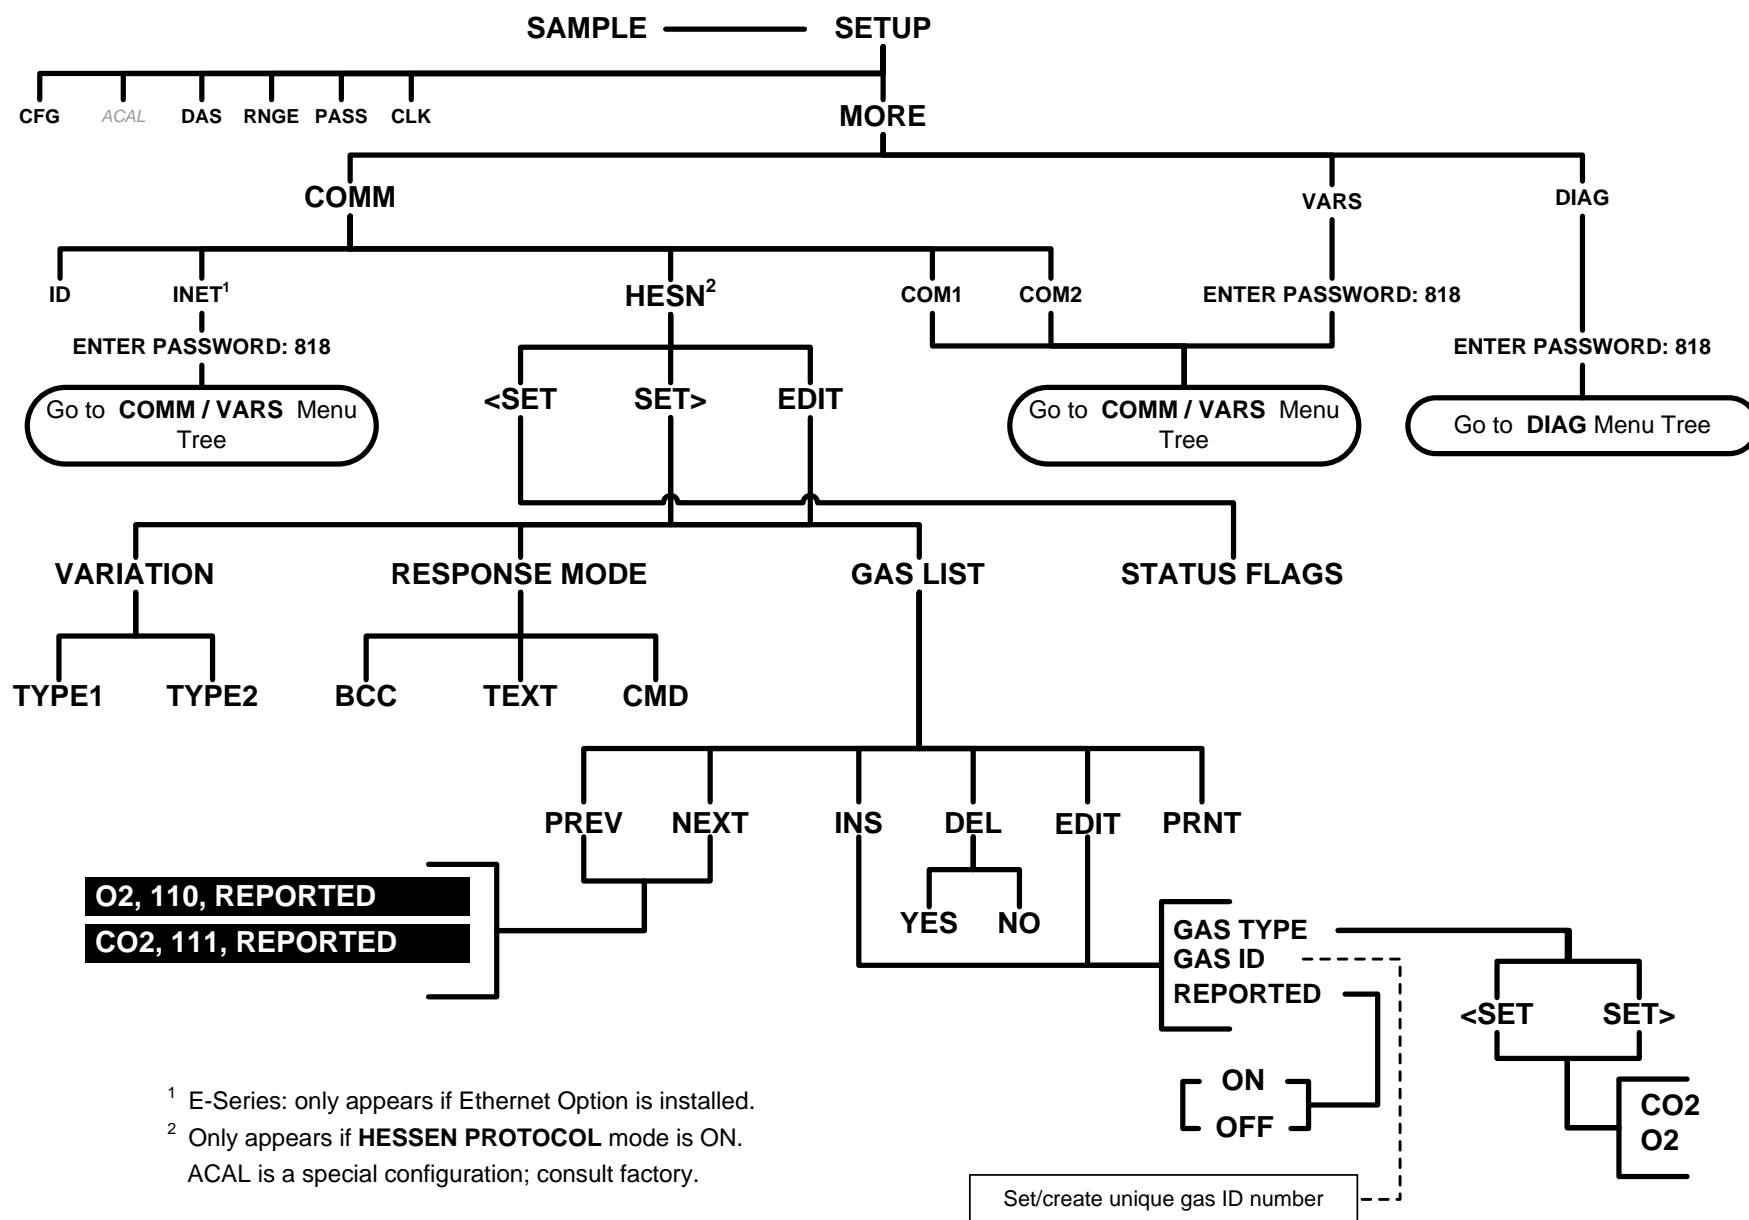 SAMPLE SETUP
CFG ACAL DAS RNGE PASS CLK MORE
COMM VARS DIAG
ID INET1 HESN2 COM1 COM2 ENTER PASSWORD: 818
ENTER PASSWORD: 818 ENTER PASSWORD: 818
<SET SET> EDIT
Go to COMM / VARS Menu
Tree
Go to COMM / VARS Menu
Tree
Go to DIAG Menu Tree
VARIATION RESPONSE MODE GAS LIST STATUS FLAGS
TYPE1 TYPE2 BCC TEXT CMD
PREV NEXT INS DEL EDIT PRNT
O2, 110, REPORTED
CO2, 111, REPORTED
YES NO
GAS TYPE
GAS ID
REPORTED
<SET SET>
ON
OFF
CO2
O2
1 E-Series: only appears if Ethernet Option is installed.
2 Only appears if HESSEN PROTOCOL mode is ON.
ACAL is a special configuration; consult factory.
Set/create unique gas ID number